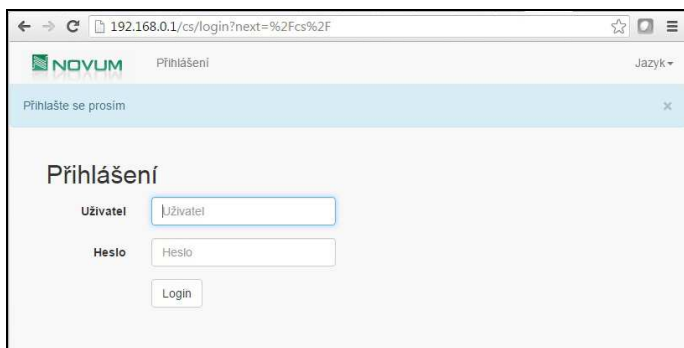 192.168.0.1/cs/login?next=%2Fcs%2F
NOVUM Přihlášení Jazyk
Přihlašte se prosím ×
Přihlášení
Uživatel Uživatel
Heslo Heslo
Login